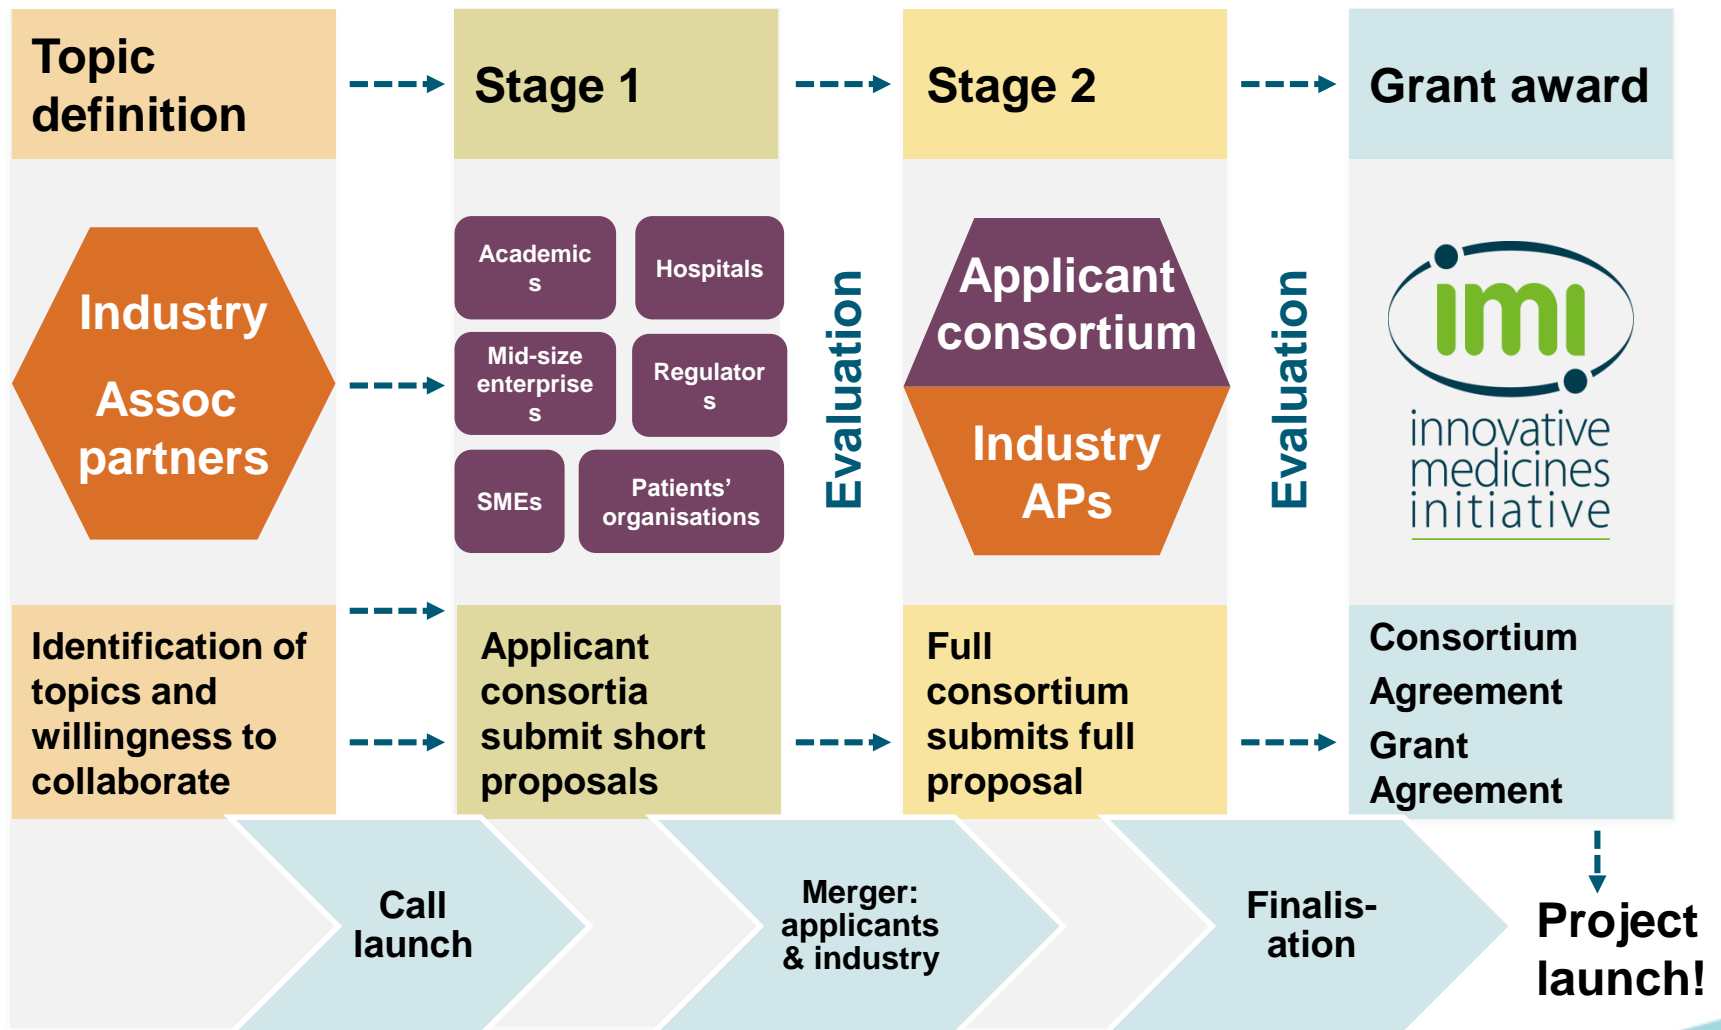 Topic
definition
Stage 1
Stage 2
Grant award
Industry
Assoc
partners
Academic
s
Hospitals
Mid-size
enterprise
s
Regulator
s
SMEs
Patients’
organisations
Evaluation
Applicant
consortium
Industry
APs
Evaluation
imi
innovative
medicines
initiative
Identification of
topics and
willingness to
collaborate
Applicant
consortia
submit short
proposals
Full
consortium
submits full
proposal
Consortium
Agreement
Grant
Agreement
Call
launch
Merger:
applicants
& industry
Finalis-
ation
Project
launch!